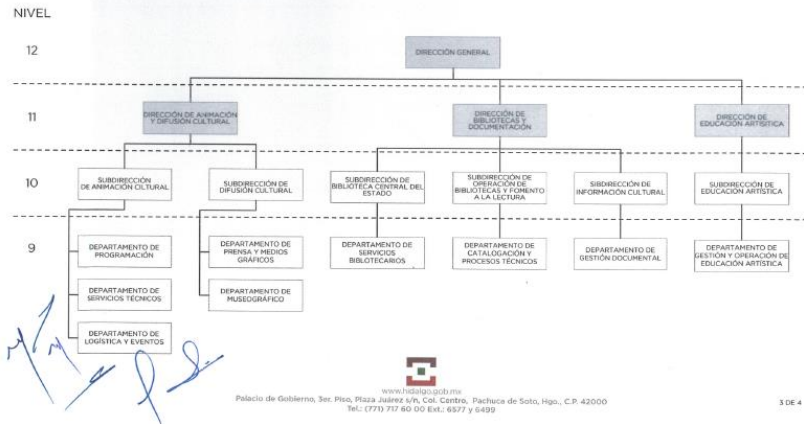 NIVEL
12
DIRECCIÓN GENERAL
11
DIRECCIÓN DE ANIMACIÓN
Y DIFUSIÓN CULTURAL
DIRECCIÓN DE
BIBLIOTECAS Y
DOCUMENTACIÓN
DIRECCIÓN DE
EDUCACIÓN ARTÍSITICA
10
SUBDIRECCIÓN
DE ANIMACIÓN CILTURAL
SUBDIRECCIÓN DE
DIFUSIÓN CULTURAL
SUBDIRECCIÓN DE
BIBLIOTECA CENTRAL DEL
ESTADO
SUBDIRECCIÓN DE
OPERACIÓN DE
BIBLIOTECAS Y FOMENTO
A LA LECTURA
SIBDIRECCIÓN DE
INFORMACIÓN CULTURAL
SUBDIRECCIÓN DE
EDUCACIÓN ARTÍSTICA
9
DEPARTAMENTO DE
PROGRAMACIÓN
DEPARTAMENTO DE
PRENSA Y MEDIOS
GRÁFICOS
DEPARTAMENTO DE
SERVICIOS
BIBLOTECARIOS
DEPARTAMENTO DE
CATALOGACIÓN Y
PROCESOS TÉCNICOS
DEPARTAMENTO DE
GESTIÓN DOCUMENTAL
DEPARTAMENTO DE
GESTIÓN Y OPERACIÓN DE
EDUCACIÓN ARTÍSTICA
DEPARTAMENTO DE
SERVICIOS TÉCNICOS
DEPARTAMENTO DE
MUSEOGRÁFICO
DEPARTAMENTO DE
LOGÍSTICA Y EVENTOS
www.hidalgo.gob.mx
Palacio de Gobierno, 3er. Piso, Plaza Juárez s/n, Col. Centro, Pachuca de Soto, Hgo., C.P. 42000
Tel.: (771) 717 60 00 Ext.: 6577 y 6499
3 DE 4